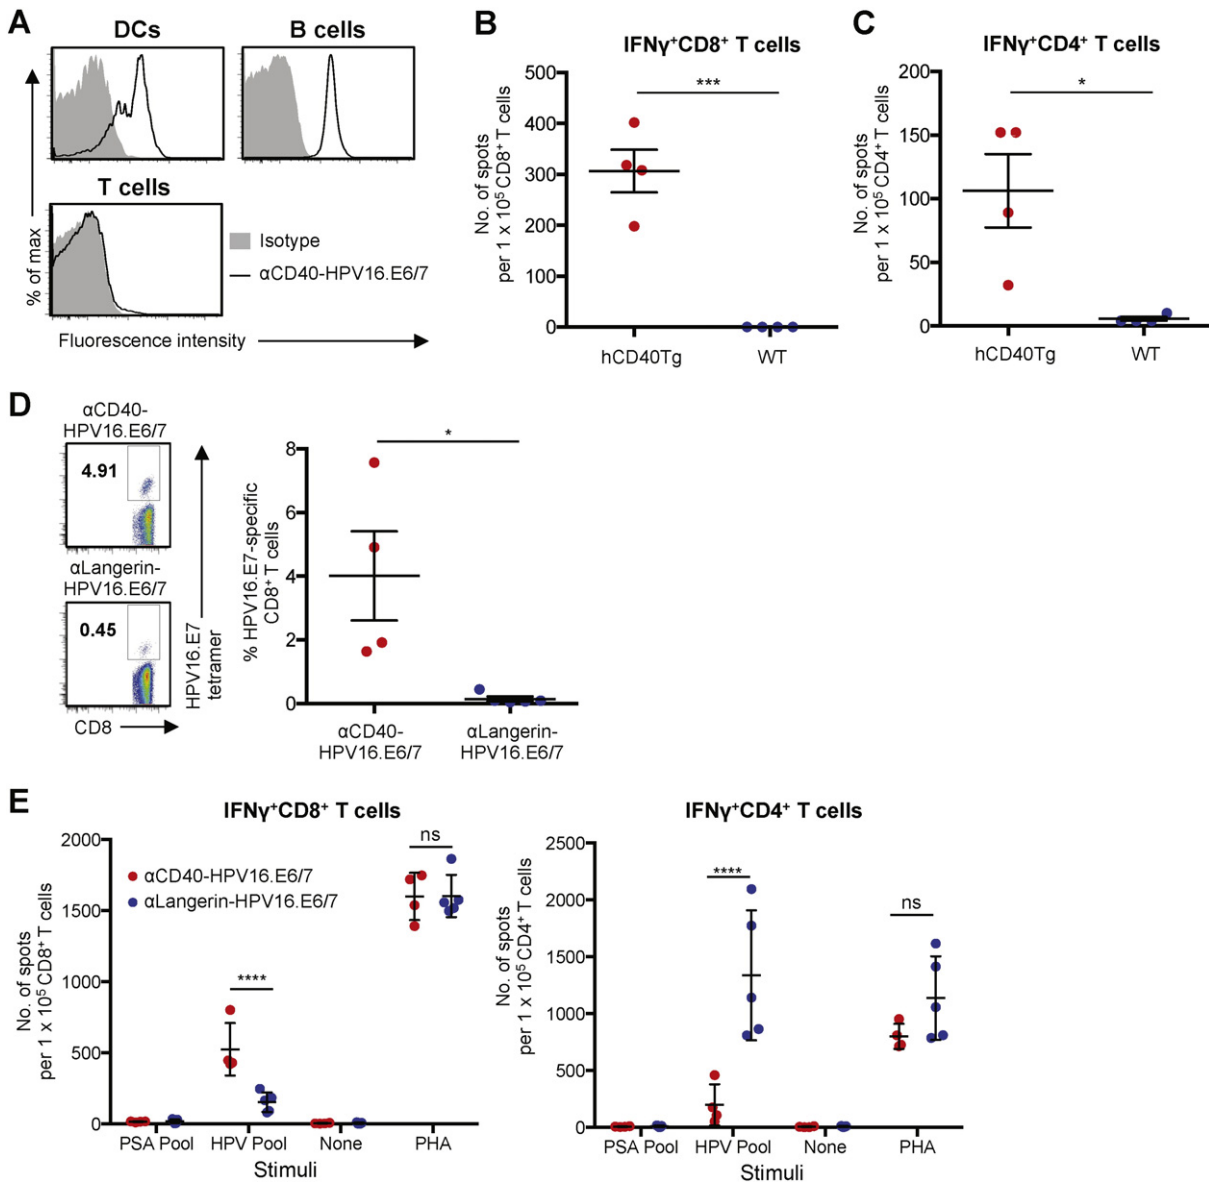 A
DCs
B cells
T cells
% of max
Isotype
αCD40-HPV16.E6/7
Fluorescence intensity
B
IFNγ⁺CD8⁺ T cells
No. of spots
per 1 x 10⁵ CD8⁺ T cells
500
400
300
200
100
0
***
hCD40Tg
WT
C
IFNγ⁺CD4⁺ T cells
No. of spots
per 1 x 10⁵ CD4⁺ T cells
200
150
100
50
0
*
hCD40Tg
WT
D
αCD40-
HPV16.E6/7
4.91
αLangerin-
HPV16.E6/7
0.45
CD8
HPV16.E7
tetramer
% HPV16.E7-specific
CD8⁺ T cells
8
6
4
2
0
*
αCD40-
HPV16.E6/7
αLangerin-
HPV16.E6/7
E
IFNγ⁺CD8⁺ T cells
No. of spots
per 1 x 10⁵ CD8⁺ T cells
2000
1500
1000
500
0
αCD40-HPV16.E6/7
αLangerin-HPV16.E6/7
****
ns
PSA Pool
HPV Pool
None
PHA
Stimuli
IFNγ⁺CD4⁺ T cells
No. of spots
per 1 x 10⁵ CD4⁺ T cells
2500
2000
1500
1000
500
0
****
ns
PSA Pool
HPV Pool
None
PHA
Stimuli